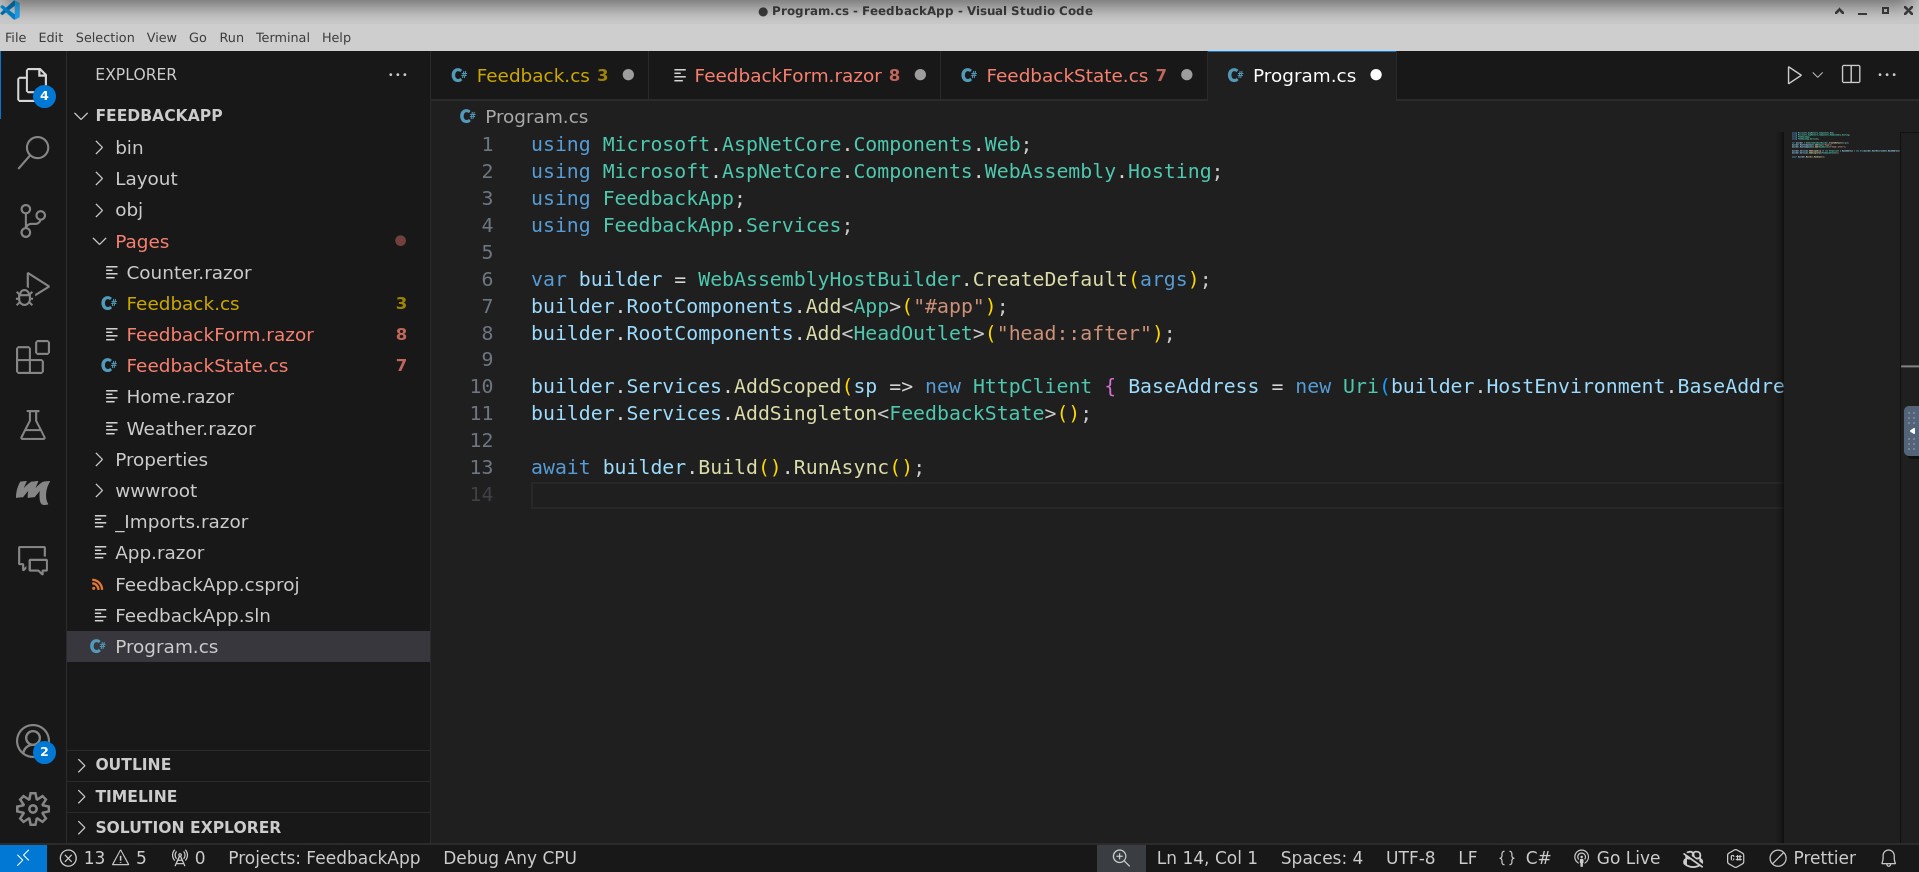 ● Program.cs - FeedbackApp - Visual Studio Code
File Edit Selection View Go Run Terminal Help
EXPLORER
FEEDBACKAPP
bin
Layout
obj
Pages
Counter.razor
Feedback.cs 3
FeedbackForm.razor 8
FeedbackState.cs 7
Home.razor
Weather.razor
Properties
wwwroot
_Imports.razor
App.razor
FeedbackApp.csproj
FeedbackApp.sln
Program.cs
OUTLINE
TIMELINE
SOLUTION EXPLORER
4
2
Feedback.cs 3 FeedbackForm.razor 8 FeedbackState.cs 7 Program.cs
Program.cs
1 using Microsoft.AspNetCore.Components.Web;
2 using Microsoft.AspNetCore.Components.WebAssembly.Hosting;
3 using FeedbackApp;
4 using FeedbackApp.Services;
5
6 var builder = WebAssemblyHostBuilder.CreateDefault(args);
7 builder.RootComponents.Add<App>("#app");
8 builder.RootComponents.Add<HeadOutlet>("head::after");
9
10 builder.Services.AddScoped(sp => new HttpClient { BaseAddress = new Uri(builder.HostEnvironment.BaseAddre
11 builder.Services.AddSingleton<FeedbackState>();
12
13 await builder.Build().RunAsync();
14
13 5 0 Projects: FeedbackApp Debug Any CPU Ln 14, Col 1 Spaces: 4 UTF-8 LF {} C# Go Live Prettier